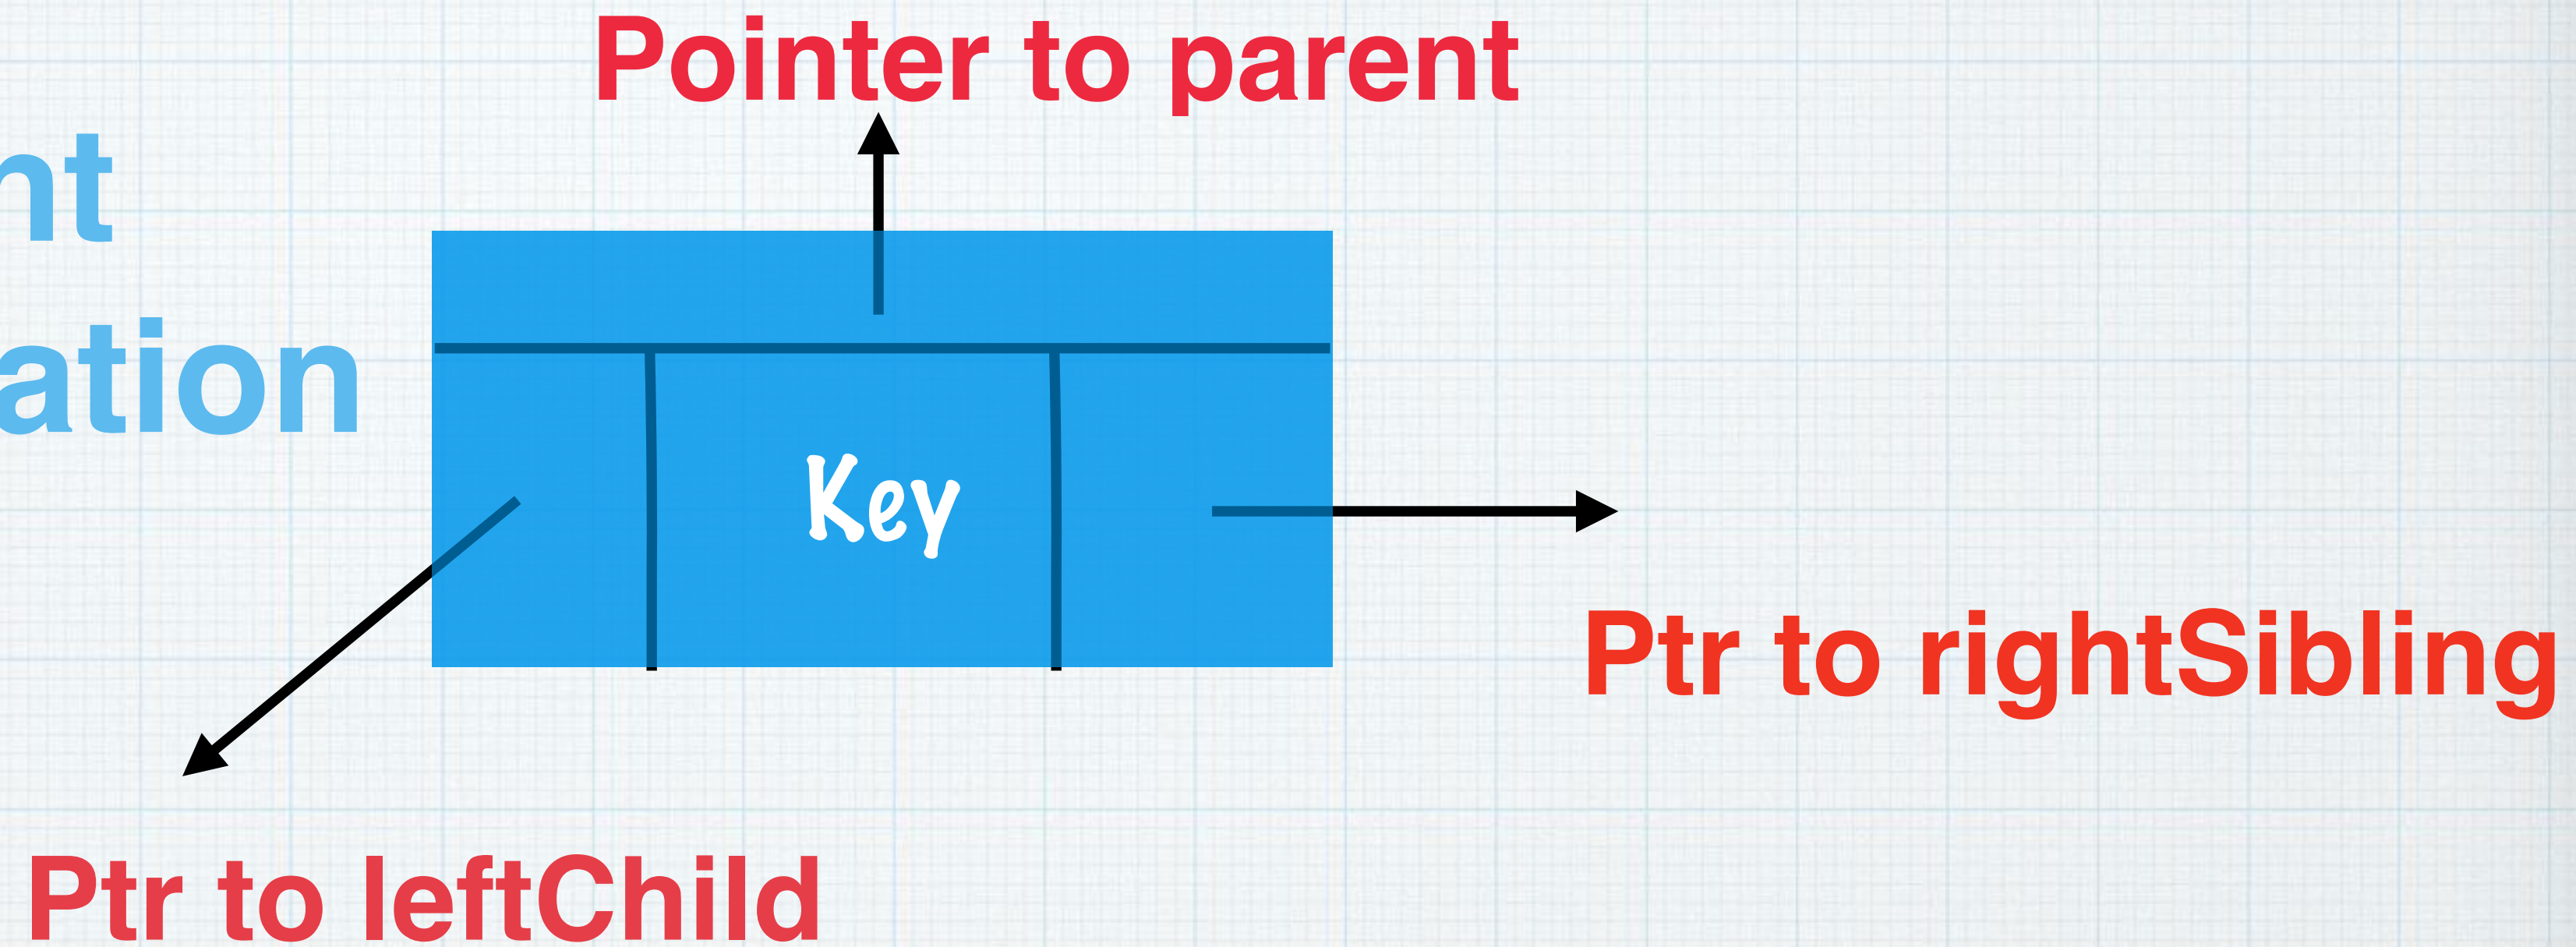 Pointer to parent
nt
ation
Key
Ptr to rightSibling
Ptr to leftChild